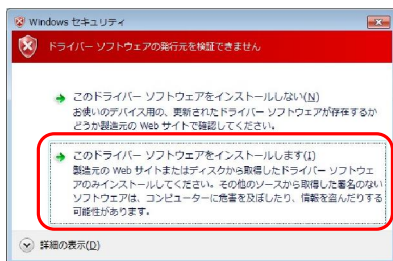 Windows セキュリティ
ドライバー ソフトウェアの発行元を検証できません
このドライバー ソフトウェアをインストールしない(N)
お使いのデバイス用の、更新されたドライバー ソフトウェアが存在するか
どうか製造元の Web サイトで確認してください。
このドライバー ソフトウェアをインストールします(I)
製造元の Web サイトまたはディスクから取得したドライバー ソフトウェ
アのみインストールしてください。その他のソースから取得した署名のない
ソフトウェアは、コンピューターに危害を及ぼしたり、情報を盗んだりする
可能性があります。
詳細の表示(D)